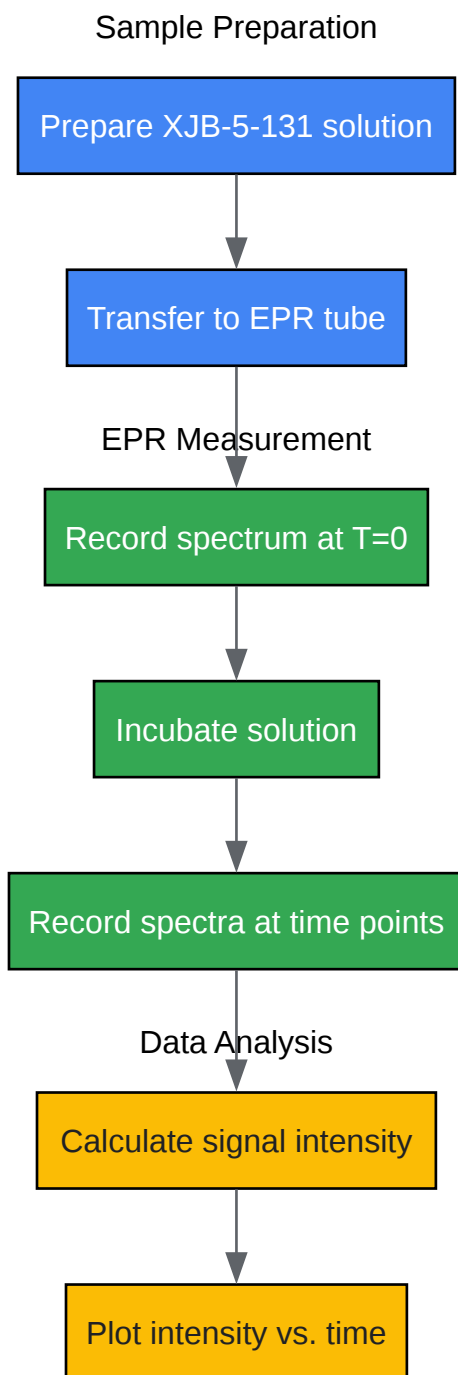 Sample Preparation
Prepare XJB-5-131 solution
Transfer to EPR tube
EPR Measurement
Record spectrum at T=0
Incubate solution
Record spectra at time points
Data Analysis
Calculate signal intensity
Plot intensity vs. time